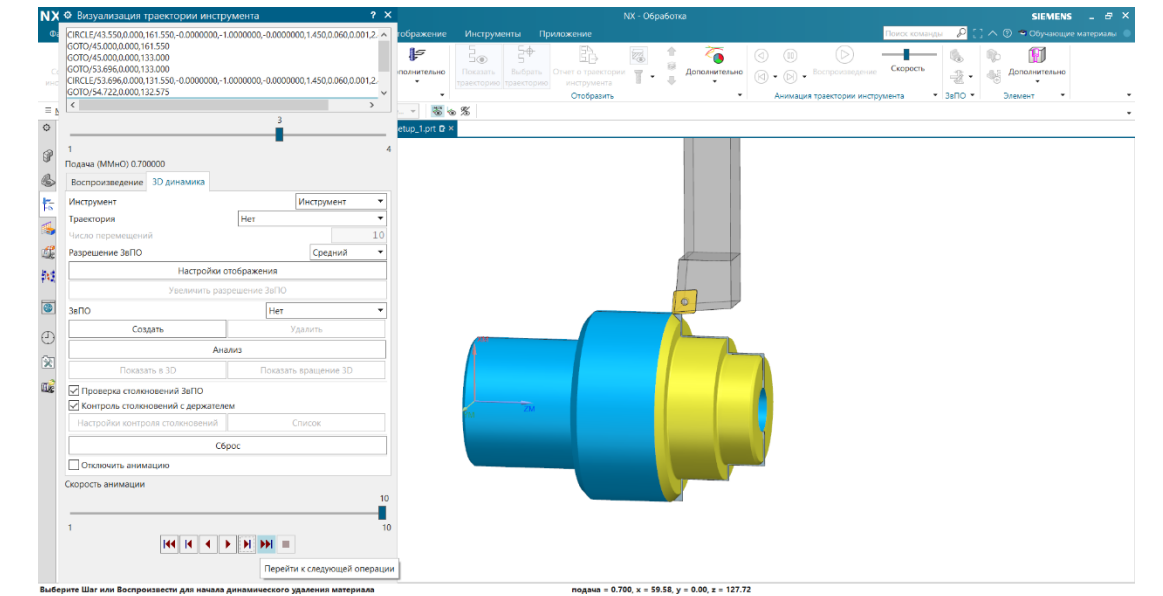 NX Визуализация траектории инструмента ? ×
NX - Обработка
SIEMENS
CIRCLE/43.550,0.000,161.550,-0.0000000,-1.0000000,-0.0000000,1.450,0.060,0.001,2.
GOTO/45.000,0.000,161.550
GOTO/45.000,0.000,133.000
GOTO/53.696,0.000,133.000
CIRCLE/53.696,0.000,131.550,-0.0000000,-1.0000000,-0.0000000,1.450,0.060,0.001,2.
GOTO/54.722,0.000,132.575
тображение Инструменты Приложение
Поиск команды
Обучающие материалы
полнительно
Показать траекторию
Выбрать траекторию
Отчет о траектории инструмента
Дополнительно
Воспроизведение
Скорость
Дополнительно
Отобразить
Анимация траектории инструмента
ЗвПО
Элемент
etup_1.prt
3
1 4
Подача (ММнО) 0.700000
Воспроизведение 3D динамика
Инструмент Инструмент
Траектория Нет
Число перемещений 10
Разрешение ЗвПО Средний
Настройки отображения
Увеличить разрешение ЗвПО
ЗвПО Нет
Создать Удалить
Анализ
Показать в 3D Показать вращение 3D
Проверка столкновений ЗвПО
Контроль столкновений с держателем
Настройки контроля столкновений Список
Сброс
Отключить анимацию
Скорость анимации
10
1 10
Перейти к следующей операции
ZM
Выберите Шаг или Воспроизвести для начала динамического удаления материала
подача = 0.700, x = 59.58, y = 0.00, z = 127.72